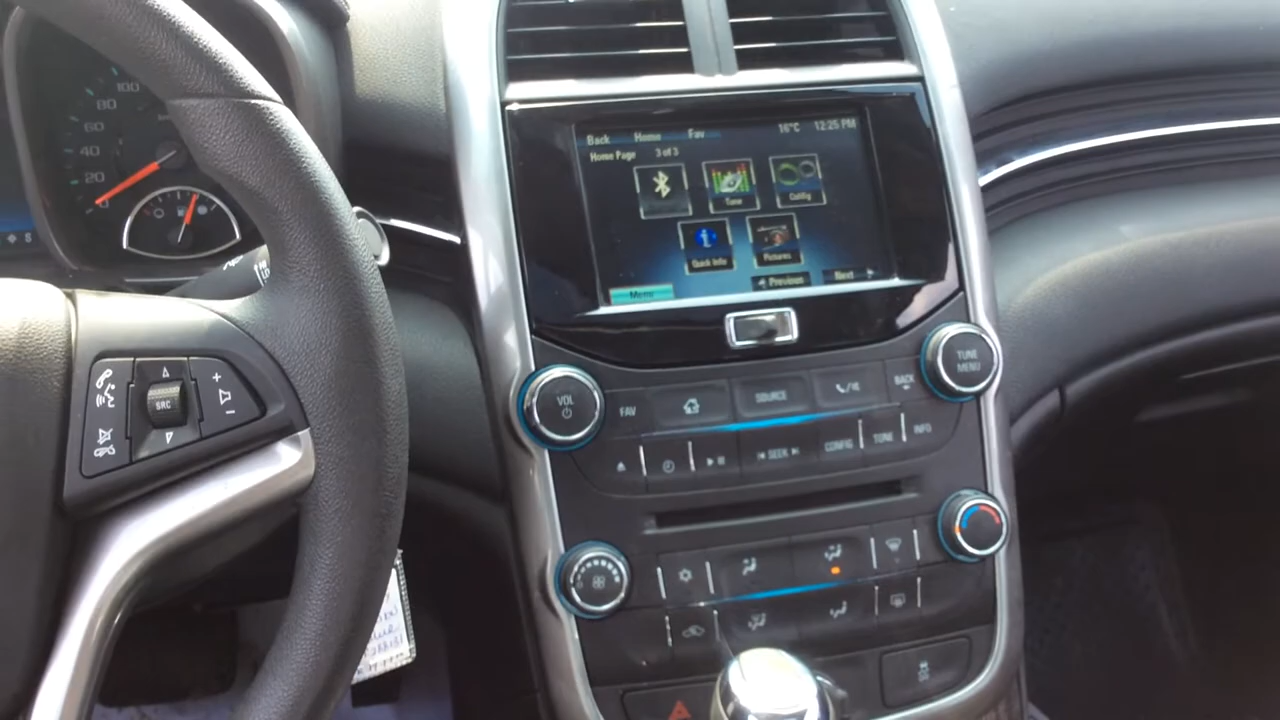 100
80
60
40
20
0
S
SRC
+
-
Back Home Fav 16°C 12:25 PM
Home Page 3 of 3
Tone Config
Quick Info Pictures
Previous Next
Menu
VOL
TUNE
MENU
FAV SOURCE BACK
SEEK CONFIG TONE INFO